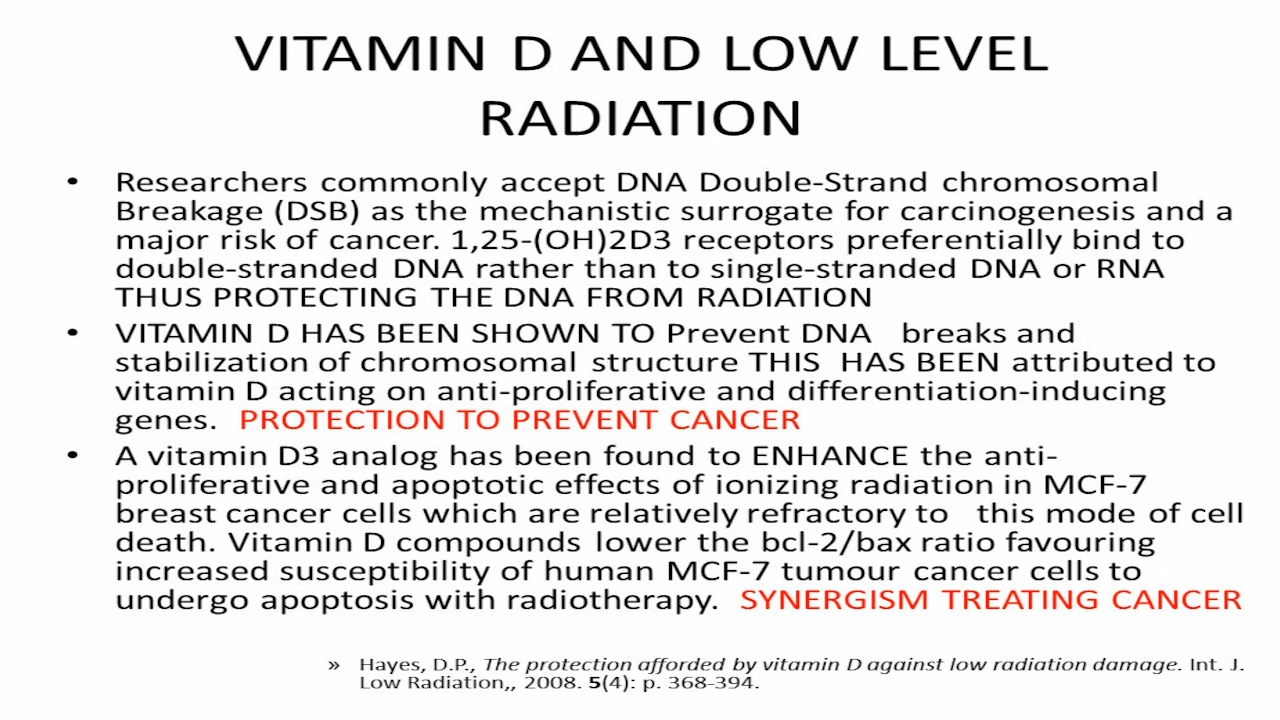 VITAMIN D AND LOW LEVEL
RADIATION
• Researchers commonly accept DNA Double-Strand chromosomal
Breakage (DSB) as the mechanistic surrogate for carcinogenesis and a
major risk of cancer. 1,25-(OH)2D3 receptors preferentially bind to
double-stranded DNA rather than to single-stranded DNA or RNA
THUS PROTECTING THE DNA FROM RADIATION
• VITAMIN D HAS BEEN SHOWN TO Prevent DNA breaks and
stabilization of chromosomal structure THIS HAS BEEN attributed to
vitamin D acting on anti-proliferative and differentiation-inducing
genes. PROTECTION TO PREVENT CANCER
• A vitamin D3 analog has been found to ENHANCE the anti-
proliferative and apoptotic effects of ionizing radiation in MCF-7
breast cancer cells which are relatively refractory to this mode of cell
death. Vitamin D compounds lower the bcl-2/bax ratio favouring
increased susceptibility of human MCF-7 tumour cancer cells to
undergo apoptosis with radiotherapy. SYNERGISM TREATING CANCER
» Hayes, D.P., The protection afforded by vitamin D against low radiation damage. Int. J.
Low Radiation,, 2008. 5(4): p. 368-394.